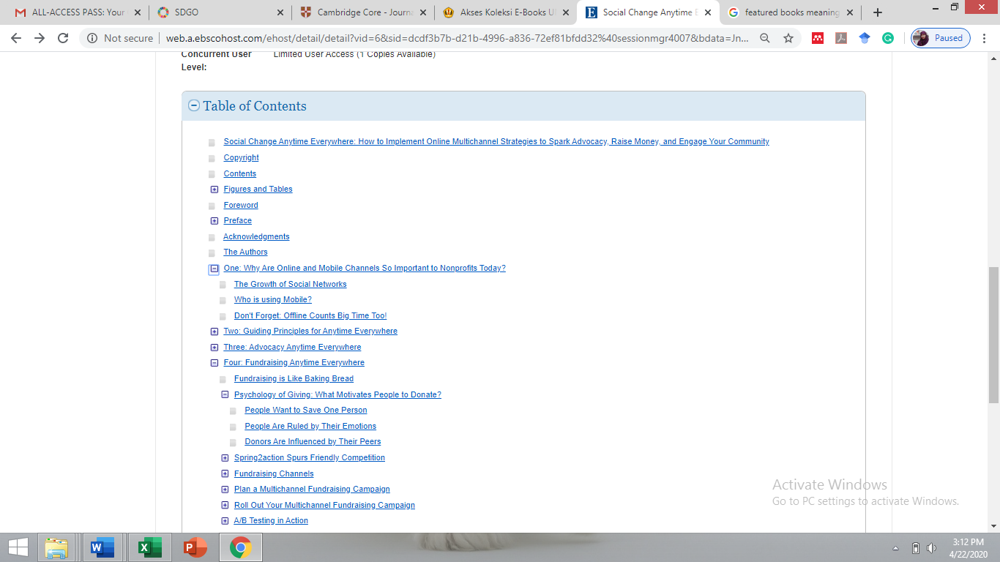 ALL-ACCESS PASS: Your
SDGO
Cambridge Core - Journa
Akses Koleksi E-Books U
Social Change Anytime E
featured books meaning
Not secure
web.a.ebscohost.com/ehost/detail/detail?vid=6&sid=dcdf3b7b-d21b-4996-a836-72ef81bfdd32%40sessionmgr4007&bdata=Jn...
Paused
Concurrent User Limited User Access (1 Copies Available)
Level:
Table of Contents
Social Change Anytime Everywhere: How to Implement Online Multichannel Strategies to Spark Advocacy, Raise Money, and Engage Your Community
Copyright
Contents
Figures and Tables
Foreword
Preface
Acknowledgments
The Authors
One: Why Are Online and Mobile Channels So Important to Nonprofits Today?
The Growth of Social Networks
Who is using Mobile?
Don't Forget: Offline Counts Big Time Too!
Two: Guiding Principles for Anytime Everywhere
Three: Advocacy Anytime Everywhere
Four: Fundraising Anytime Everywhere
Fundraising is Like Baking Bread
Psychology of Giving: What Motivates People to Donate?
People Want to Save One Person
People Are Ruled by Their Emotions
Donors Are Influenced by Their Peers
Spring2action Spurs Friendly Competition
Fundraising Channels
Plan a Multichannel Fundraising Campaign
Roll Out Your Multichannel Fundraising Campaign
A/B Testing in Action
Activate Windows
Go to PC settings to activate Windows.
3:12 PM
4/22/2020